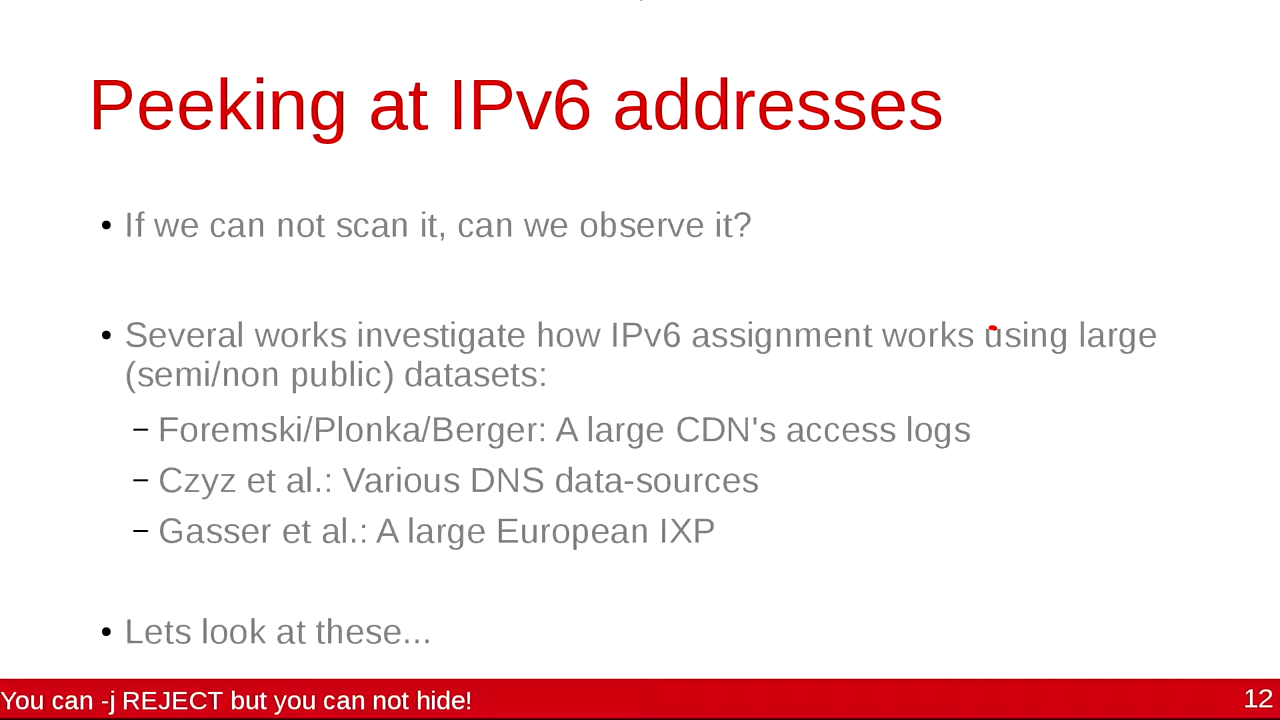 Peeking at IPv6 addresses
• If we can not scan it, can we observe it?
• Several works investigate how IPv6 assignment works using large
(semi/non public) datasets:
– Foremski/Plonka/Berger: A large CDN's access logs
– Czyz et al.: Various DNS data-sources
– Gasser et al.: A large European IXP
• Lets look at these...
You can -j REJECT but you can not hide!
12